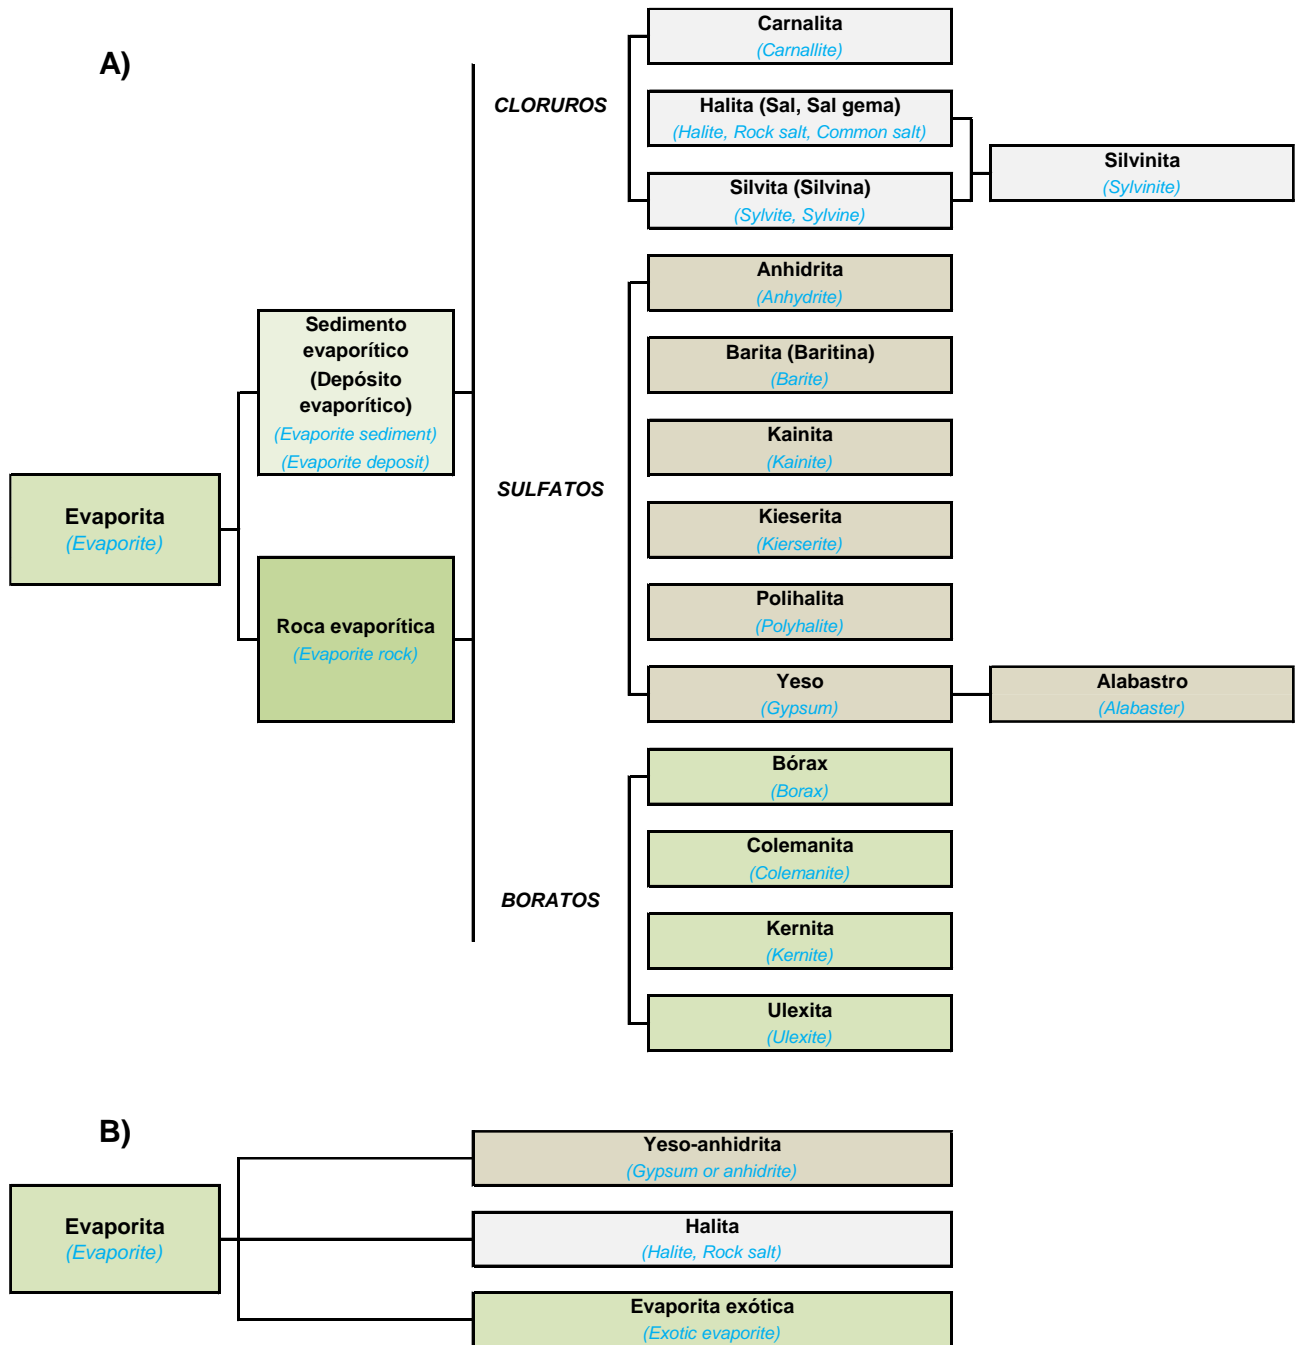 A)
Evaporita
(Evaporite)
Sedimento
evaporítico
(Depósito
evaporítico)
(Evaporite sediment)
(Evaporite deposit)
Roca evaporítica
(Evaporite rock)
CLORUROS
Carnalita
(Carnallite)
Halita (Sal, Sal gema)
(Halite, Rock salt, Common salt)
Silvita (Silvina)
(Sylvite, Sylvine)
Silvinita
(Sylvinite)
SULFATOS
Anhidrita
(Anhydrite)
Barita (Baritina)
(Barite)
Kainita
(Kainite)
Kieserita
(Kierserite)
Polihalita
(Polyhalite)
Yeso
(Gypsum)
Alabastro
(Alabaster)
BORATOS
Bórax
(Borax)
Colemanita
(Colemanite)
Kernita
(Kernite)
Ulexita
(Ulexite)
B)
Evaporita
(Evaporite)
Yeso-anhidrita
(Gypsum or anhidrite)
Halita
(Halite, Rock salt)
Evaporita exótica
(Exotic evaporite)